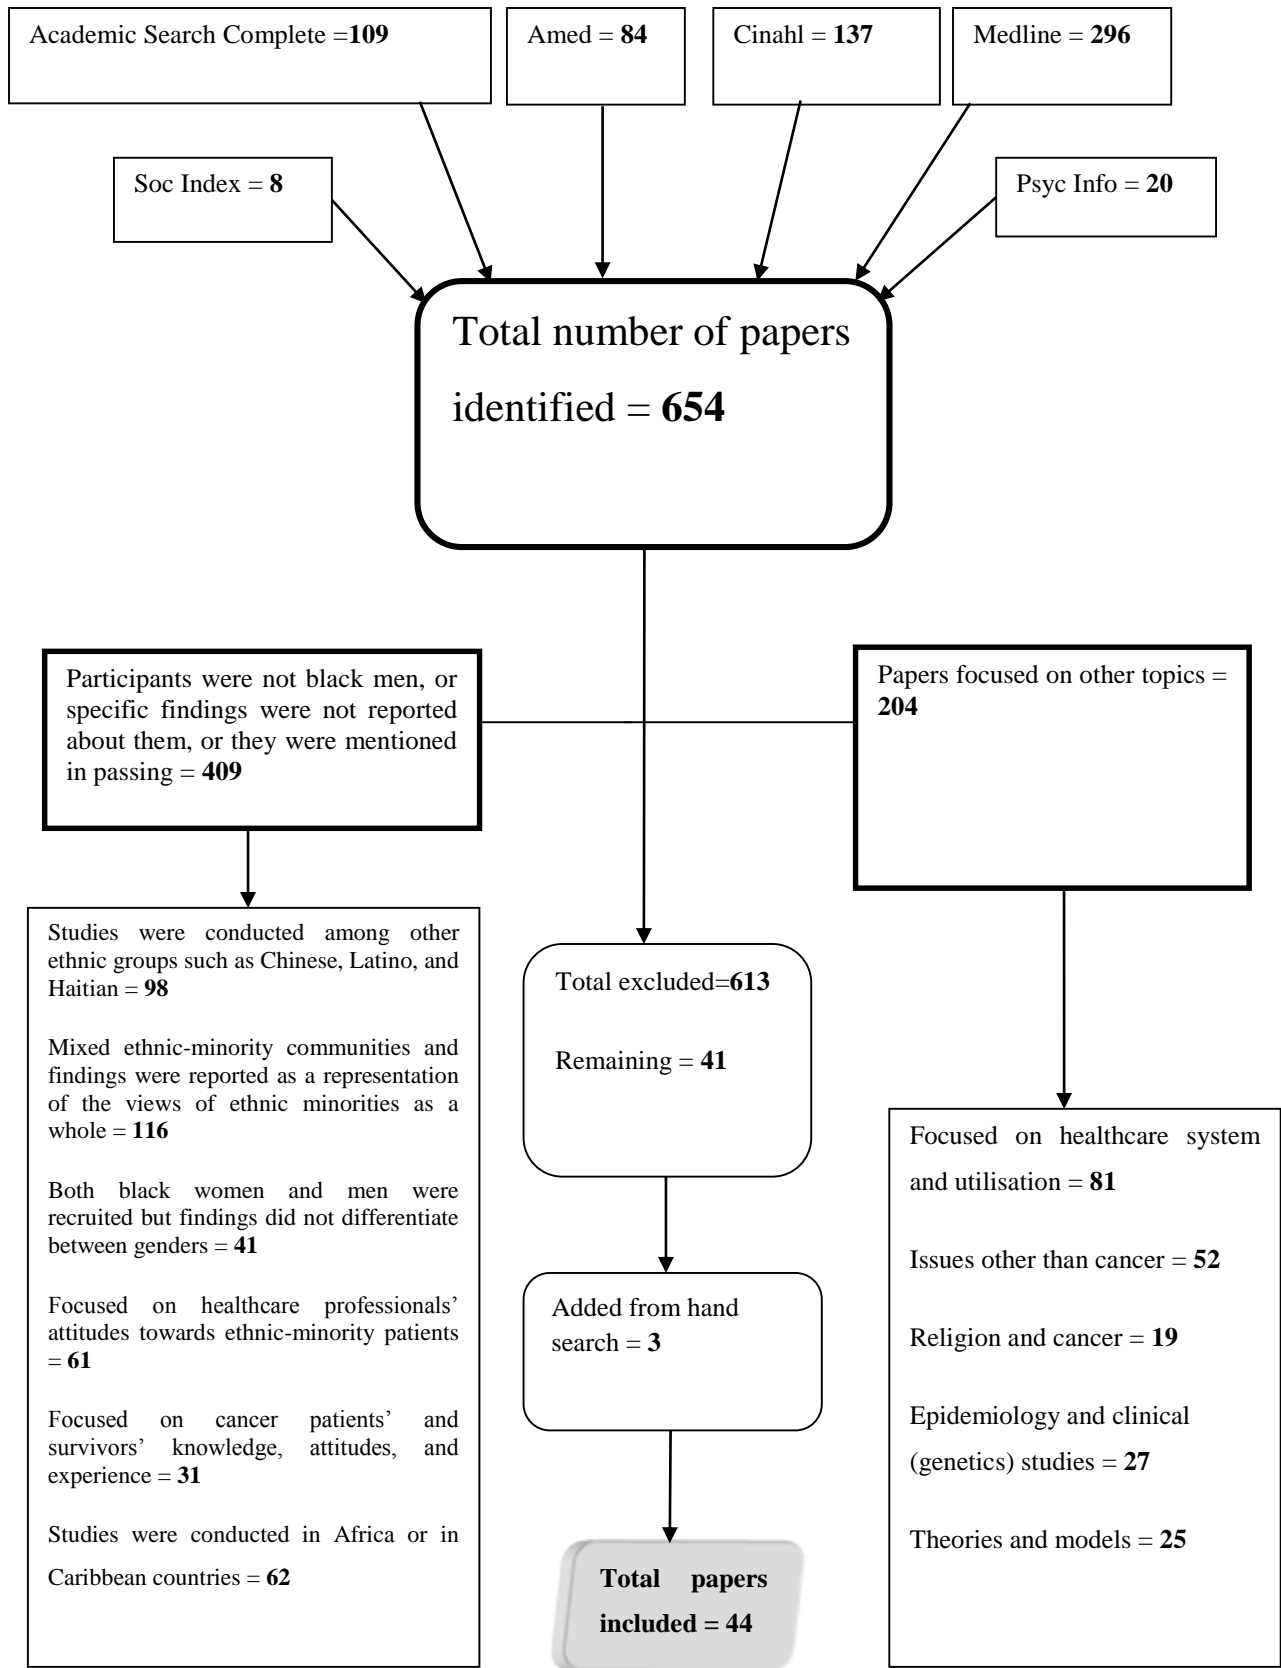 Academic Search Complete =109
Amed = 84
Cinahl = 137
Medline = 296
Soc Index = 8
Psyc Info = 20
Total number of papers
identified = 654
Participants were not black men, or
specific findings were not reported
about them, or they were mentioned
in passing = 409
Papers focused on other topics =
204
Studies were conducted among other
ethnic groups such as Chinese, Latino, and
Haitian = 98
Mixed ethnic-minority communities and
findings were reported as a representation
of the views of ethnic minorities as a
whole = 116
Both black women and men were
recruited but findings did not differentiate
between genders = 41
Focused on healthcare professionals’
attitudes towards ethnic-minority patients
= 61
Focused on cancer patients’ and
survivors’ knowledge, attitudes, and
experience = 31
Studies were conducted in Africa or in
Caribbean countries = 62
Total excluded=613
Remaining = 41
Added from hand
search = 3
Total papers
included = 44
Focused on healthcare system
and utilisation = 81
Issues other than cancer = 52
Religion and cancer = 19
Epidemiology and clinical
(genetics) studies = 27
Theories and models = 25